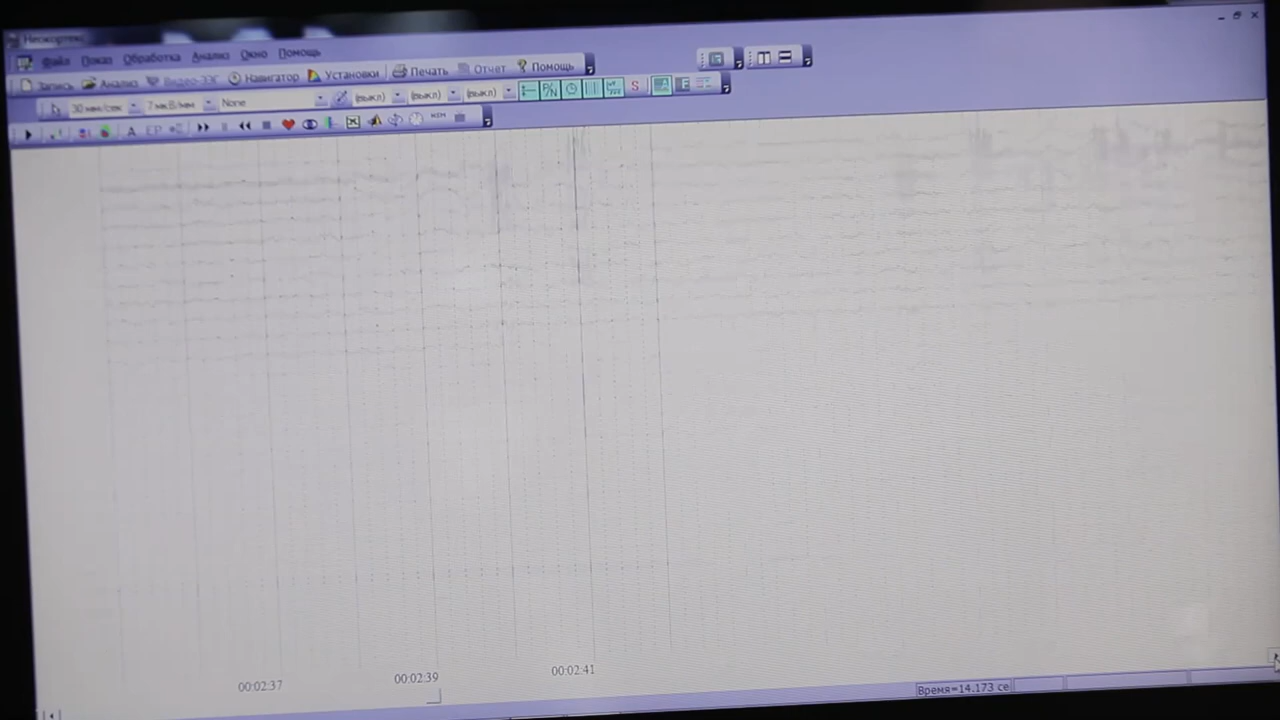 Неокортекс
Файл Показ Обработка Анализ Окно Помощь
Запись Анализ Видео-ЭЭГ Навигатор Установки Печать Отчет ? Помощь
30 мм/сек 7 мкВ/мм None (выкл) (выкл) (выкл) P/N S E
A EP
00:02:37 00:02:39 00:02:41
Время=14.173 се